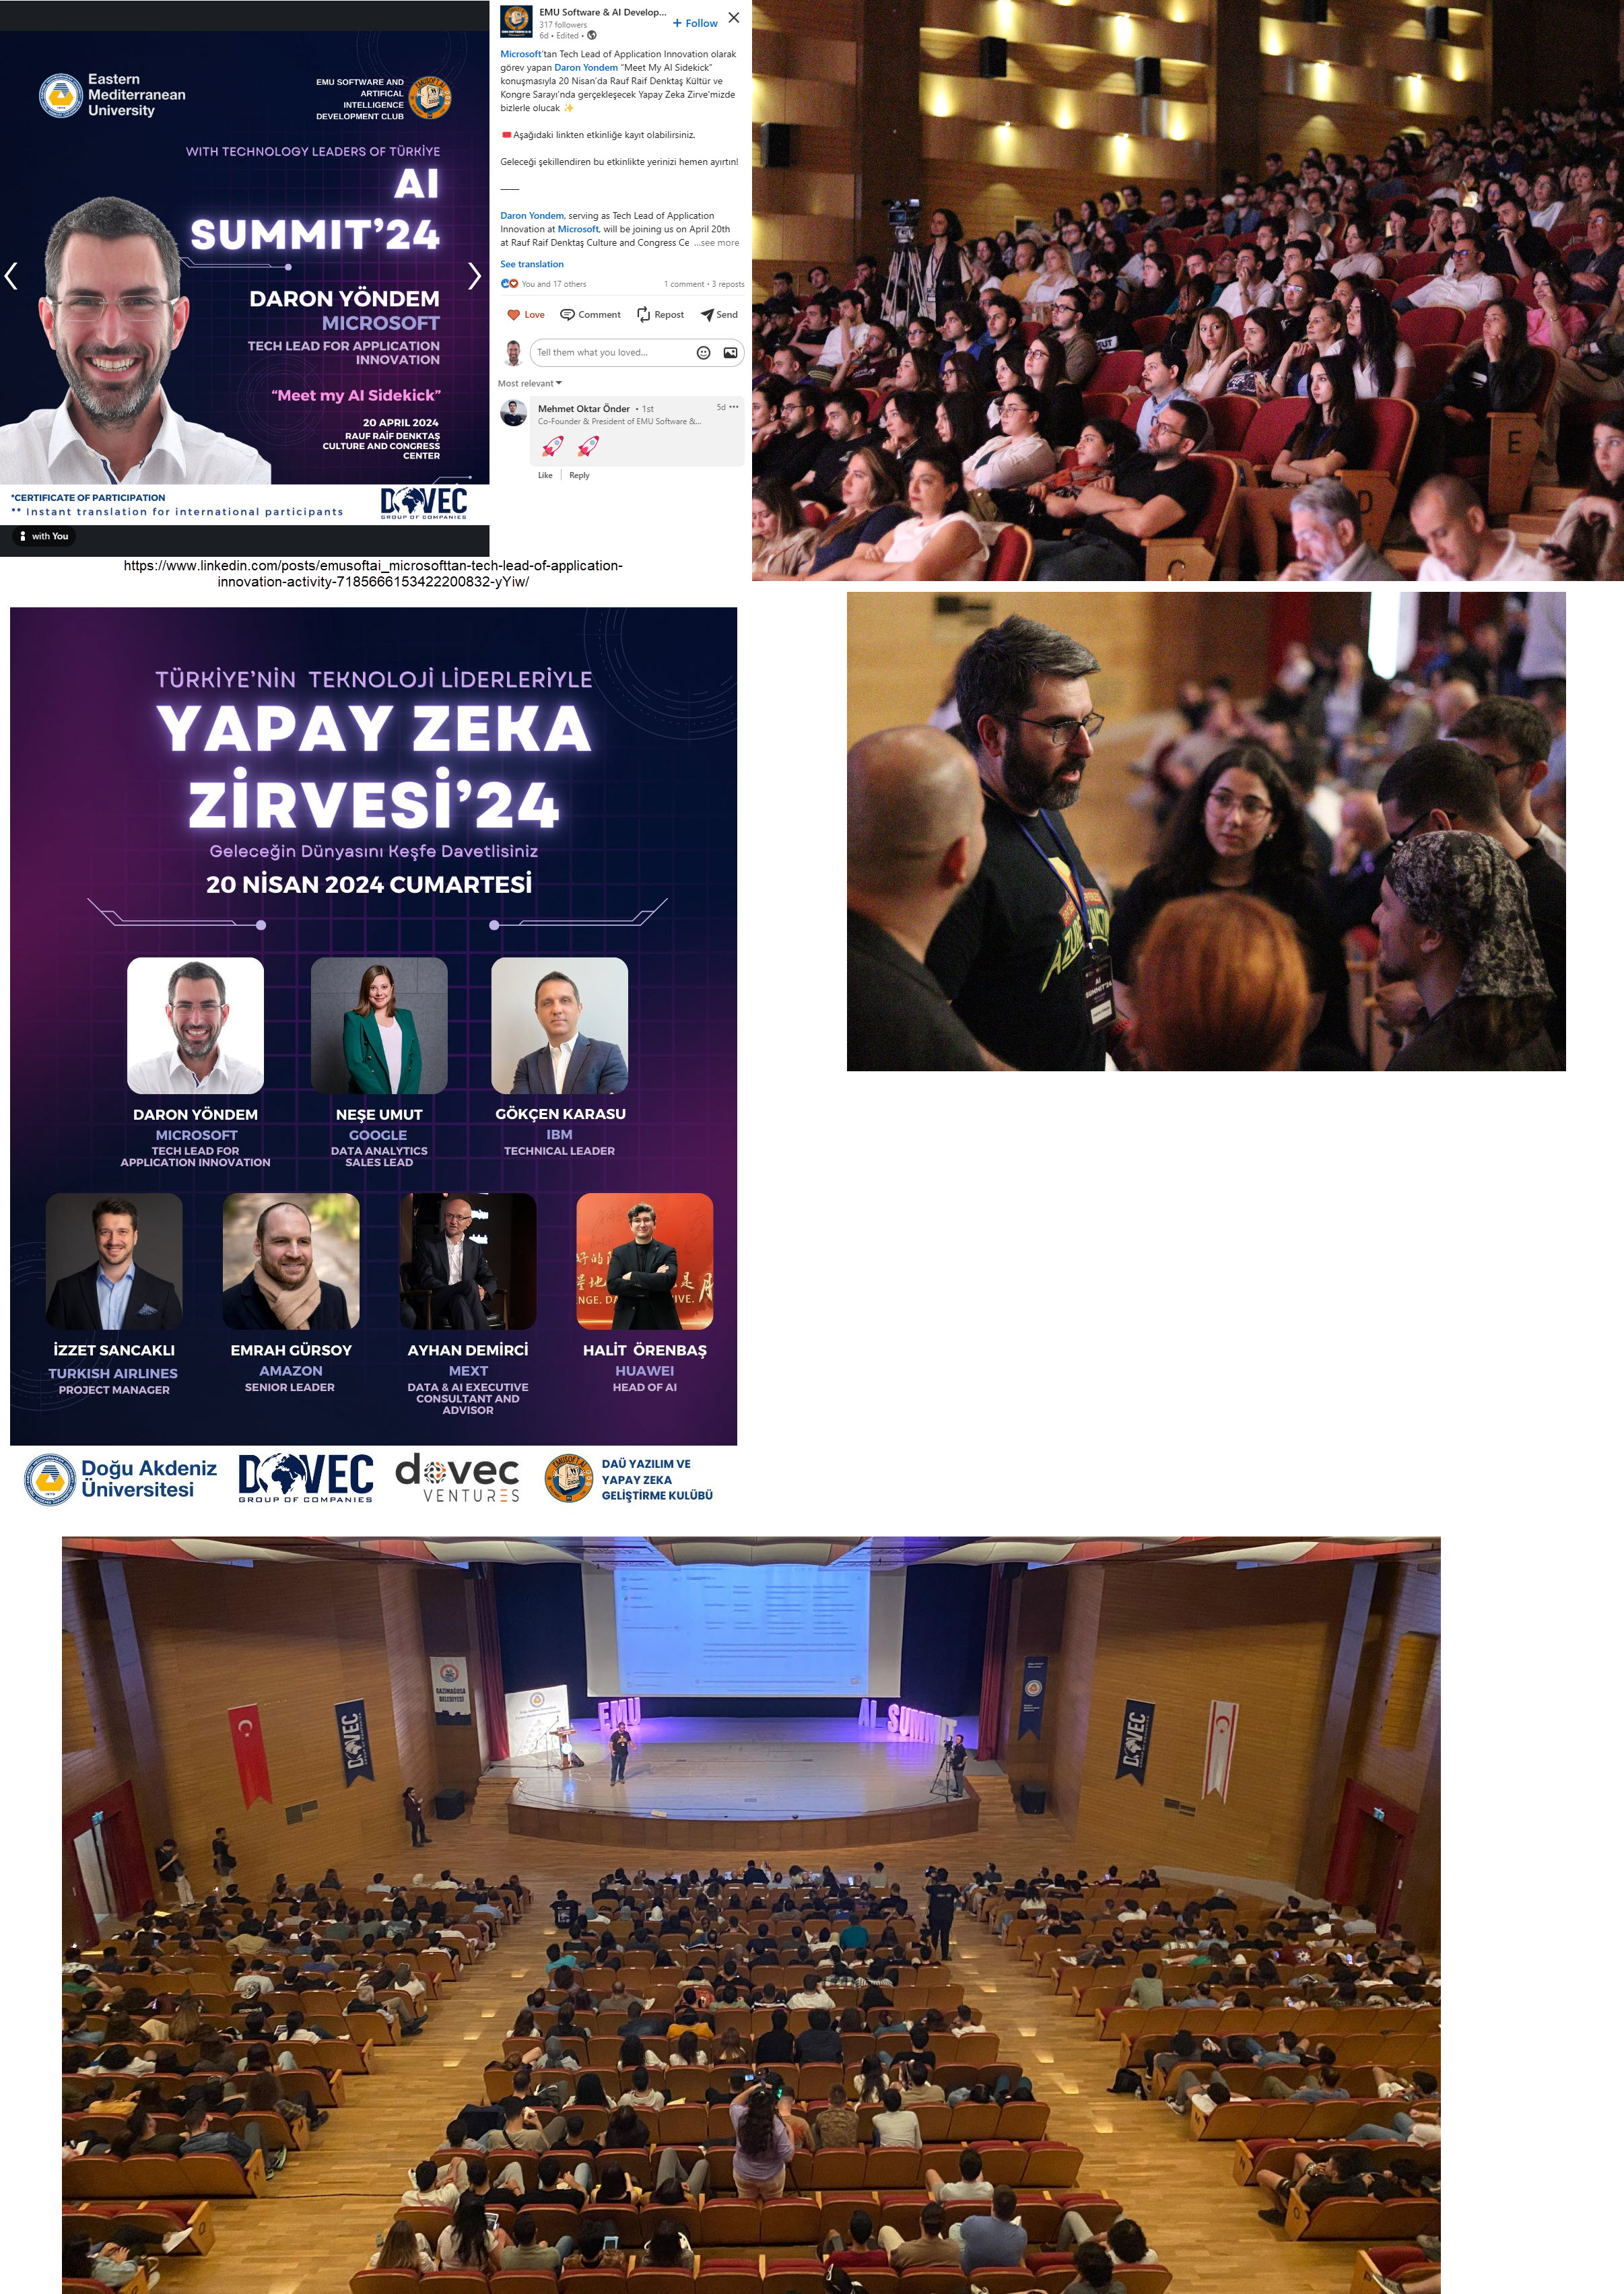 Eastern
Mediterranean
University
EMU SOFTWARE AND
ARTIFICAL
INTELLIGENCE
DEVELOPMENT CLUB
WITH TECHNOLOGY LEADERS OF TÜRKİYE
AI
SUMMIT'24
DARON YÖNDEM
MICROSOFT
TECH LEAD FOR APPLICATION
INNOVATION
"Meet my AI Sidekick"
20 APRIL 2024
RAUF RAİF DENKTAŞ
CULTURE AND CONGRESS
CENTER
*CERTIFICATE OF PARTICIPATION
** Instant translation for international participants
DOVEC
GROUP OF COMPANIES
with You
EMU Software & AI Develop...
317 followers
6d • Edited •
+ Follow
Microsoft'tan Tech Lead of Application Innovation olarak
görev yapan Daron Yondem "Meet My AI Sidekick"
konuşmasıyla 20 Nisan'da Rauf Raif Denktaş Kültür ve
Kongre Sarayı'nda gerçekleşecek Yapay Zeka Zirve'mizde
bizlerle olucak ✨
Aşağıdaki linkten etkinliğe kayıt olabilirsiniz.
Geleceği şekillendiren bu etkinlikte yerinizi hemen ayırtın!
——
Daron Yondem, serving as Tech Lead of Application
Innovation at Microsoft, will be joining us on April 20th
at Rauf Raif Denktaş Culture and Congress Ce ...see more
See translation
You and 17 others
1 comment • 3 reposts
Love
Comment
Repost
Send
Tell them what you loved...
Most relevant
Mehmet Oktar Önder • 1st
5d •••
Co-Founder & President of EMU Software &...
🚀 🚀
Like
Reply
https://www.linkedin.com/posts/emusoftai_microsofttan-tech-lead-of-application-
innovation-activity-7185666153422200832-yYiw/
E
D
C
TÜRKİYE'NİN TEKNOLOJİ LİDERLERİYLE
YAPAY ZEKA
ZİRVESİ'24
Geleceğin Dünyasını Keşfe Davetlisiniz
20 NİSAN 2024 CUMARTESİ
DARON YÖNDEM
MICROSOFT
TECH LEAD FOR
APPLICATION INNOVATION
NEŞE UMUT
GOOGLE
DATA ANALYTICS
SALES LEAD
GÖKÇEN KARASU
IBM
TECHNICAL LEADER
İZZET SANCAKLI
TURKISH AIRLINES
PROJECT MANAGER
EMRAH GÜRSOY
AMAZON
SENIOR LEADER
AYHAN DEMİRCİ
MEXT
DATA & AI EXECUTIVE
CONSULTANT AND
ADVISOR
HALİT ÖRENBAŞ
HUAWEI
HEAD OF AI
Doğu Akdeniz
Üniversitesi
DOVEC
GROUP OF COMPANIES
dovec
VENTURES
DAÜ YAZILIM VE
YAPAY ZEKA
GELİŞTİRME KULÜBÜ
AI
SUMMIT'24
GAZİMAĞUSA
BELEDİYESİ
DOVEC
EMU
AI SUMMIT
DOVEC